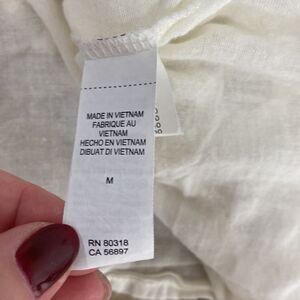 MADE IN VIETNAM
FABRIQUE AU
VIETNAM
HECHO EN VIETNAM
DIBUAT DI VIETNAM
M
RN 80318
CA 56897